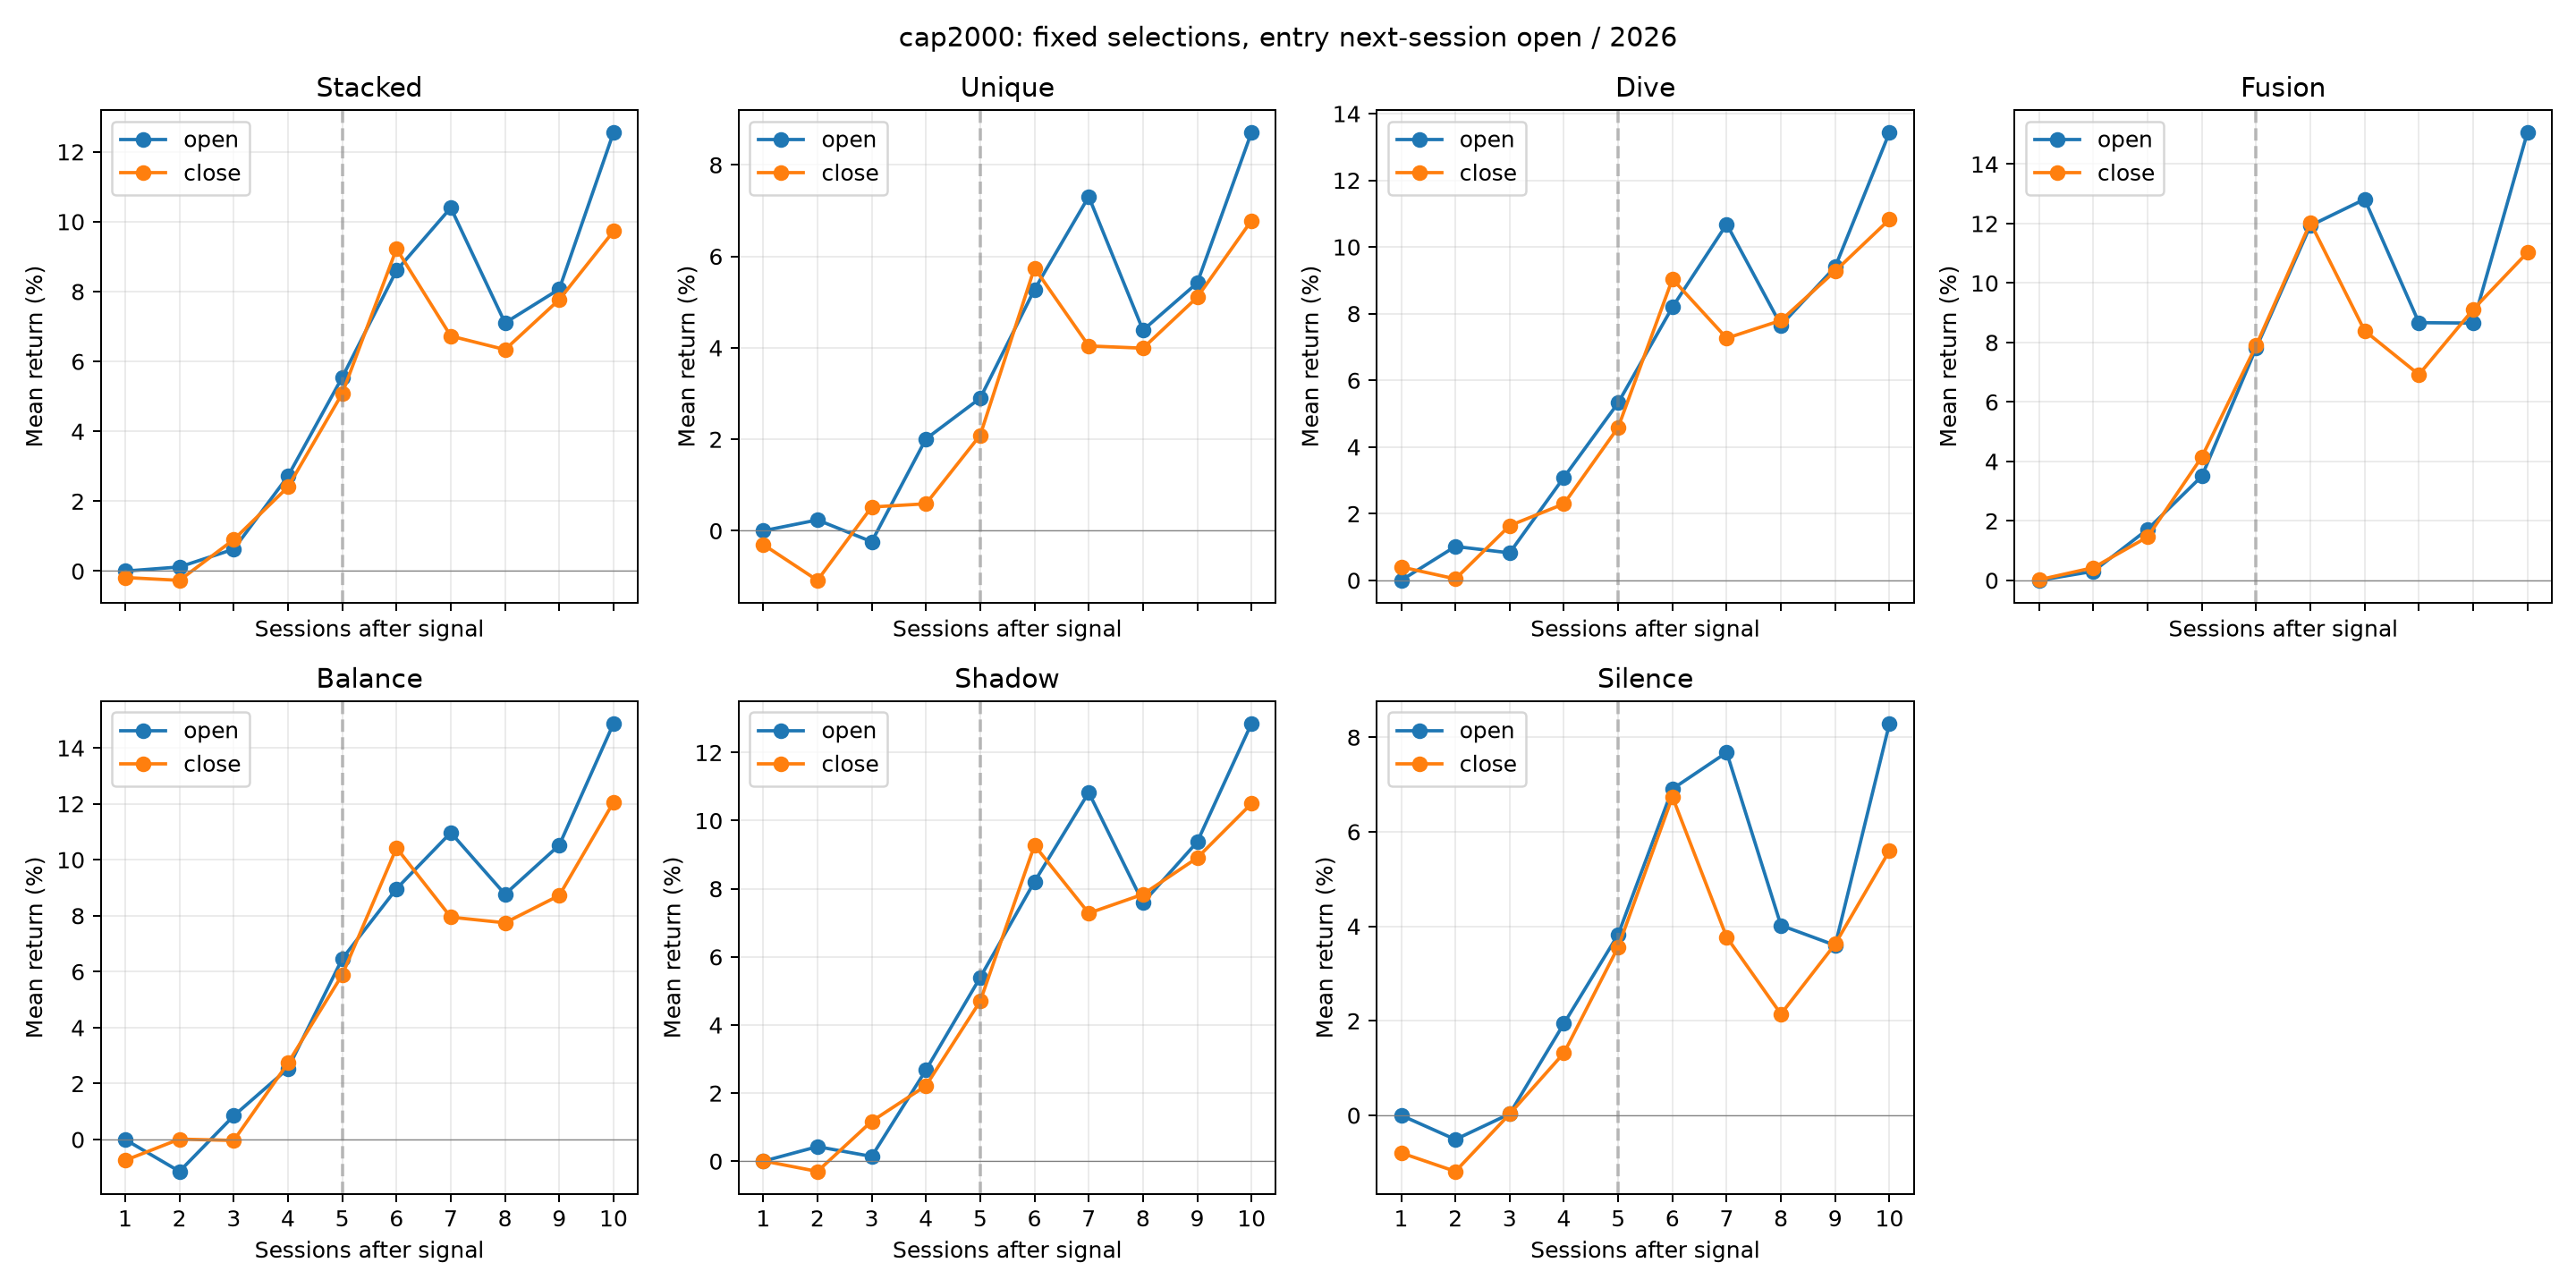 cap2000: fixed selections, entry next-session open / 2026
Stacked
open
close
12
10
8
6
4
2
0
Mean return (%)
Sessions after signal
Unique
open
close
8
6
4
2
0
Mean return (%)
Sessions after signal
Dive
open
close
14
12
10
8
6
4
2
0
Mean return (%)
Sessions after signal
Fusion
open
close
14
12
10
8
6
4
2
0
Mean return (%)
Sessions after signal
Balance
open
close
14
12
10
8
6
4
2
0
Mean return (%)
1 2 3 4 5 6 7 8 9 10
Sessions after signal
Shadow
open
close
12
10
8
6
4
2
0
Mean return (%)
1 2 3 4 5 6 7 8 9 10
Sessions after signal
Silence
open
close
8
6
4
2
0
Mean return (%)
1 2 3 4 5 6 7 8 9 10
Sessions after signal